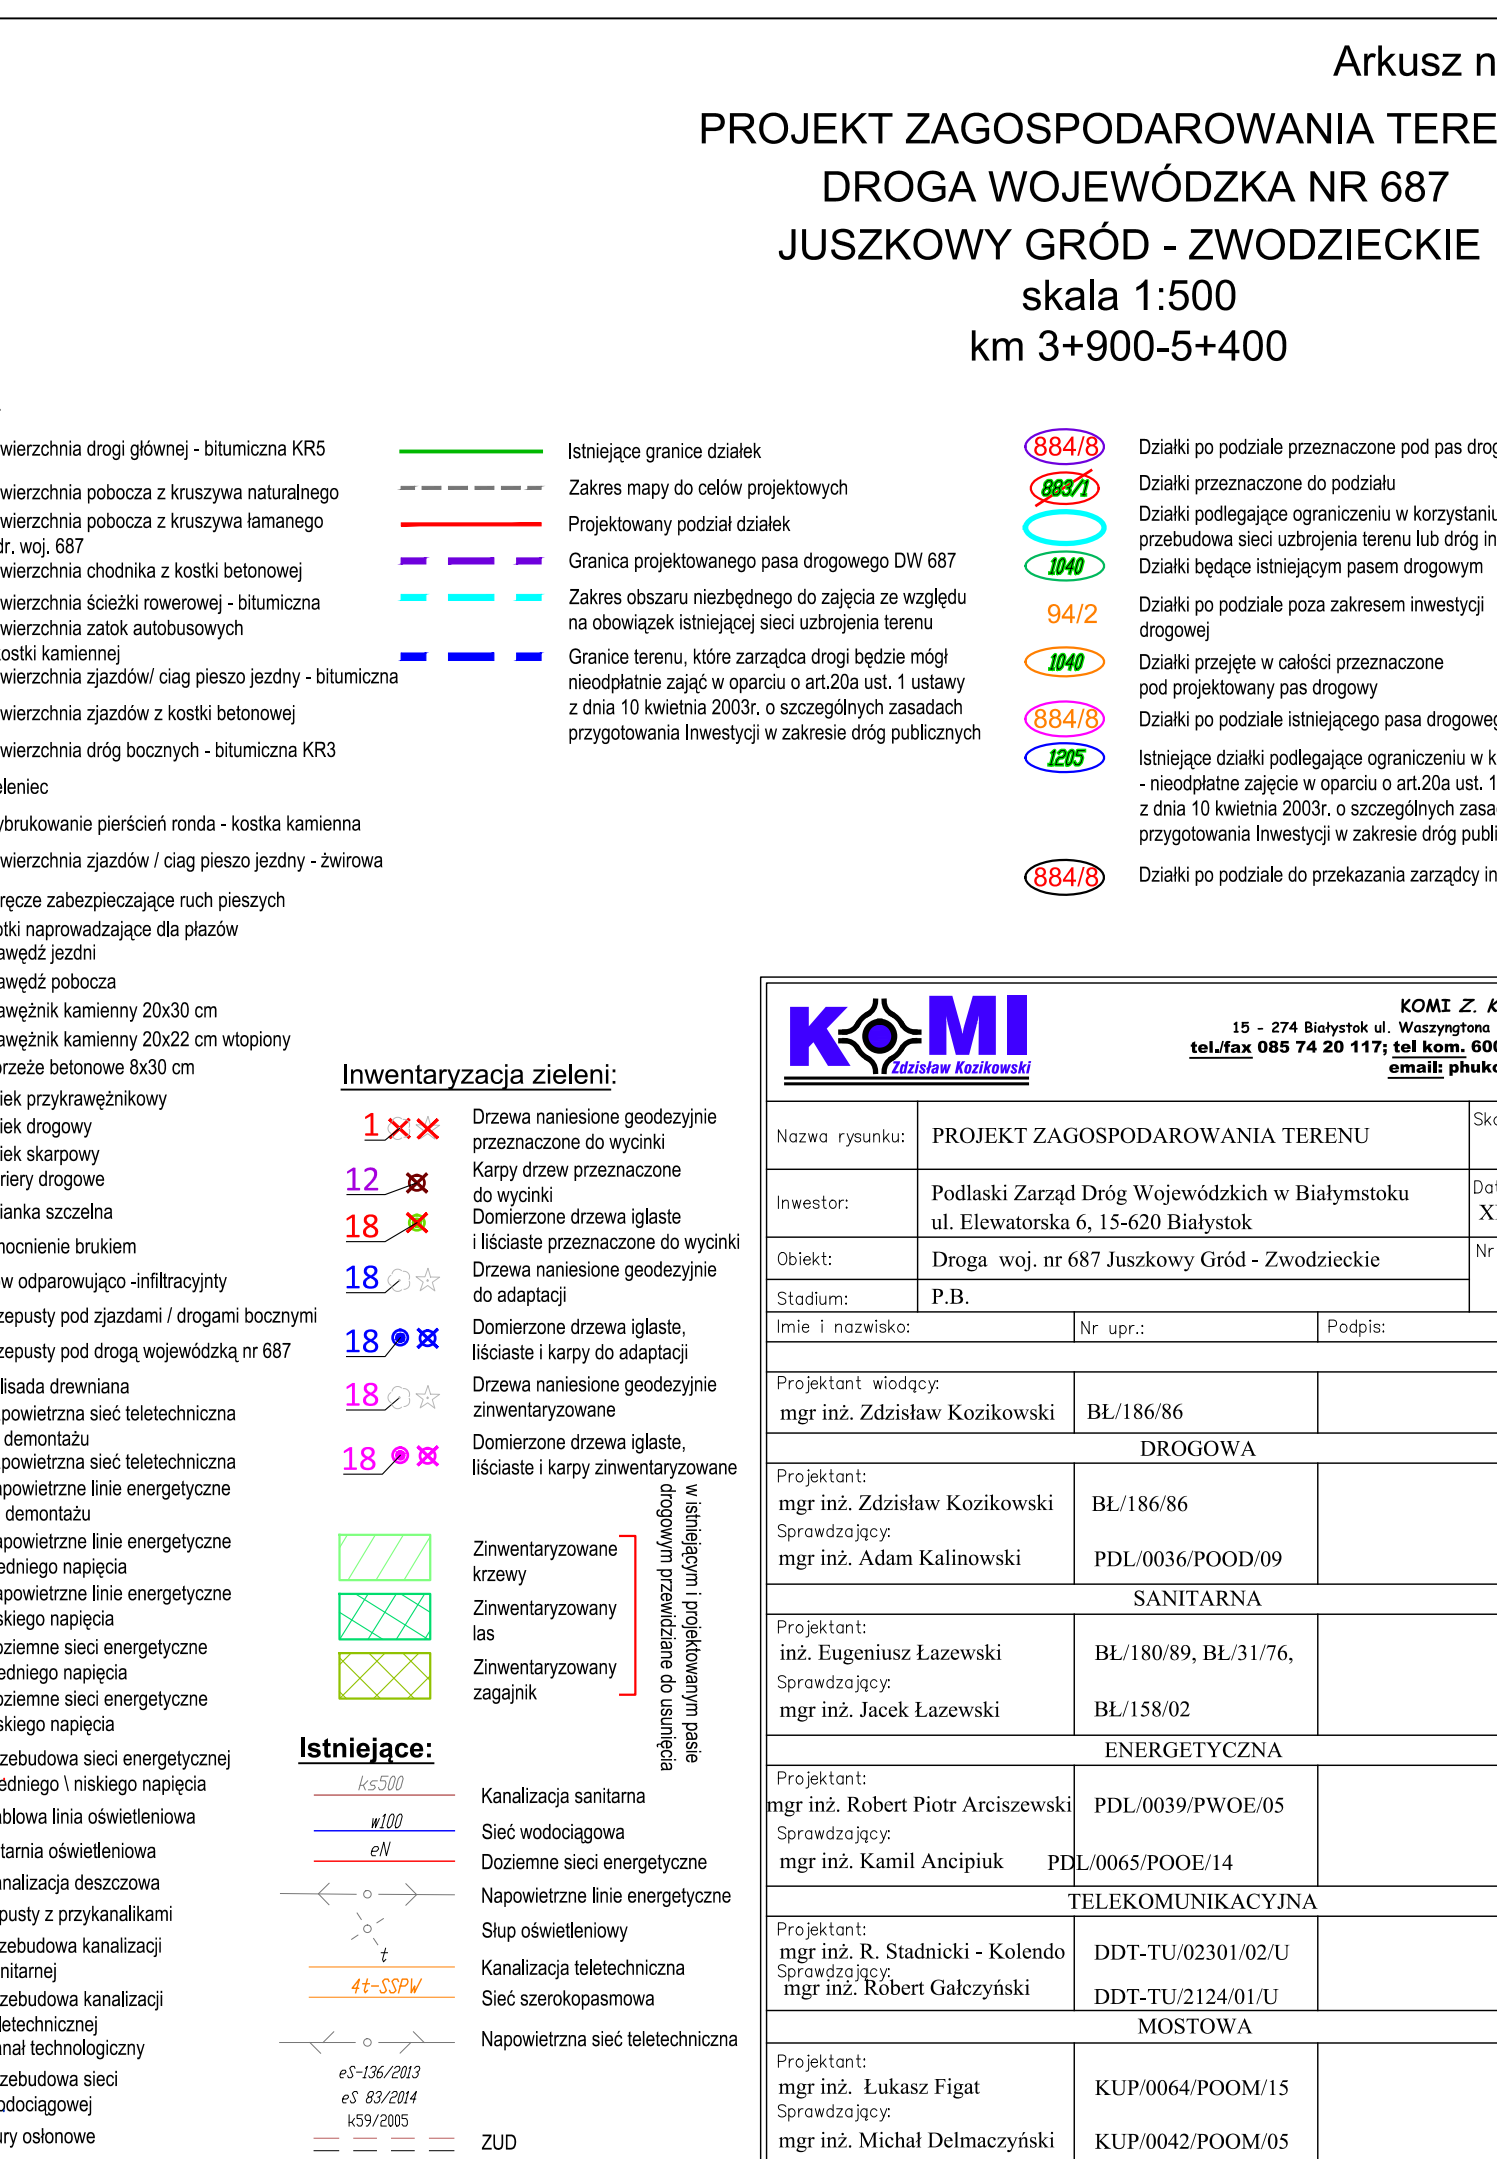 Arkusz n
PROJEKT ZAGOSPODAROWANIA TERE
DROGA WOJEWÓDZKA NR 687
JUSZKOWY GRÓD - ZWODZIECKIE
skala 1:500
km 3+900-5+400
wierzchnia drogi głównej - bitumiczna KR5
wierzchnia pobocza z kruszywa naturalnego
wierzchnia pobocza z kruszywa łamanego
dr. woj. 687
wierzchnia chodnika z kostki betonowej
wierzchnia ścieżki rowerowej - bitumiczna
wierzchnia zatok autobusowych
kostki kamiennej
wierzchnia zjazdów/ ciag pieszo jezdny - bitumiczna
wierzchnia zjazdów z kostki betonowej
wierzchnia dróg bocznych - bitumiczna KR3
eleniec
ybrukowanie pierścień ronda - kostka kamienna
wierzchnia zjazdów / ciag pieszo jezdny - żwirowa
ręcze zabezpieczające ruch pieszych
otki naprowadzające dla płazów
awędź jezdni
awędź pobocza
awężnik kamienny 20x30 cm
awężnik kamienny 20x22 cm wtopiony
brzeże betonowe 8x30 cm
iek przykrawężnikowy
iek drogowy
iek skarpowy
riery drogowe
ianka szczelna
nocnienie brukiem
ów odparowująco -infiltracyjnty
zepusty pod zjazdami / drogami bocznymi
zepusty pod drogą wojewódzką nr 687
lisada drewniana
powietrzna sieć teletechniczna
demontażu
powietrzna sieć teletechniczna
apowietrzne linie energetyczne
demontażu
apowietrzne linie energetyczne
edniego napięcia
apowietrzne linie energetyczne
skiego napięcia
oziemne sieci energetyczne
edniego napięcia
oziemne sieci energetyczne
skiego napięcia
zebudowa sieci energetycznej
edniego \ niskiego napięcia
ablowa linia oświetleniowa
tarnia oświetleniowa
analizacja deszczowa
pusty z przykanalikami
zebudowa kanalizacji
nitarnej
zebudowa kanalizacji
letechnicznej
nał technologiczny
zebudowa sieci
odociągowej
ury osłonowe
Istniejące granice działek
Zakres mapy do celów projektowych
Projektowany podział działek
Granica projektowanego pasa drogowego DW 687
Zakres obszaru niezbędnego do zajęcia ze względu
na obowiązek istniejącej sieci uzbrojenia terenu
Granice terenu, które zarządca drogi będzie mógł
nieodpłatnie zająć w oparciu o art.20a ust. 1 ustawy
z dnia 10 kwietnia 2003r. o szczególnych zasadach
przygotowania Inwestycji w zakresie dróg publicznych
884/8 Działki po podziale przeznaczone pod pas drog
883/1 Działki przeznaczone do podziału
Działki podlegające ograniczeniu w korzystaniu
przebudowa sieci uzbrojenia terenu lub dróg in
1040 Działki będące istniejącym pasem drogowym
94/2 Działki po podziale poza zakresem inwestycji
drogowej
1040 Działki przejęte w całości przeznaczone
pod projektowany pas drogowy
884/8 Działki po podziale istniejącego pasa drogoweg
1205 Istniejące działki podlegające ograniczeniu w k
- nieodpłatne zajęcie w oparciu o art.20a ust. 1
z dnia 10 kwietnia 2003r. o szczególnych zasa
przygotowania Inwestycji w zakresie dróg publi
884/8 Działki po podziale do przekazania zarządcy in
Inwentaryzacja zieleni:
1 Drzewa naniesione geodezyjnie
przeznaczone do wycinki
12 Karpy drzew przeznaczone
do wycinki
18 Domierzone drzewa iglaste
i liściaste przeznaczone do wycinki
18 Drzewa naniesione geodezyjnie
do adaptacji
18 Domierzone drzewa iglaste,
liściaste i karpy do adaptacji
18 Drzewa naniesione geodezyjnie
zinwentaryzowane
18 Domierzone drzewa iglaste,
liściaste i karpy zinwentaryzowane
Zinwentaryzowane
krzewy
Zinwentaryzowany
las
Zinwentaryzowany
zagajnik
w istniejącym i projektowanym pasie
drogowym przewidziane do usunięcia
Istniejące:
ks500 Kanalizacja sanitarna
w100 Sieć wodociągowa
eN Doziemne sieci energetyczne
Napowietrzne linie energetyczne
Słup oświetleniowy
t Kanalizacja teletechniczna
4t-SSPW Sieć szerokopasmowa
Napowietrzna sieć teletechniczna
eS-136/2013
eS 83/2014
k59/2005
ZUD
KOMI
Zdzisław Kozikowski
KOMI Z. K
15 - 274 Białystok ul. Waszyngtona
tel./fax 085 74 20 117; tel kom. 600
email: phuko
Nazwa rysunku: PROJEKT ZAGOSPODAROWANIA TERENU Ska
Inwestor: Podlaski Zarząd Dróg Wojewódzkich w Białymstoku
ul. Elewatorska 6, 15-620 Białystok
Dat
XI
Obiekt: Droga woj. nr 687 Juszkowy Gród - Zwodzieckie Nr
Stadium: P.B.
Imie i nazwisko: Nr upr.: Podpis:
Projektant wiodący:
mgr inż. Zdzisław Kozikowski BŁ/186/86
DROGOWA
Projektant:
mgr inż. Zdzisław Kozikowski BŁ/186/86
Sprawdzający:
mgr inż. Adam Kalinowski PDL/0036/POOD/09
SANITARNA
Projektant:
inż. Eugeniusz Łazewski BŁ/180/89, BŁ/31/76,
Sprawdzający:
mgr inż. Jacek Łazewski BŁ/158/02
ENERGETYCZNA
Projektant:
mgr inż. Robert Piotr Arciszewski PDL/0039/PWOE/05
Sprawdzający:
mgr inż. Kamil Ancipiuk PDL/0065/POOE/14
TELEKOMUNIKACYJNA
Projektant:
mgr inż. R. Stadnicki - Kolendo DDT-TU/02301/02/U
Sprawdzający:
mgr inż. Robert Gałczyński DDT-TU/2124/01/U
MOSTOWA
Projektant:
mgr inż. Łukasz Figat KUP/0064/POOM/15
Sprawdzający:
mgr inż. Michał Delmaczyński KUP/0042/POOM/05